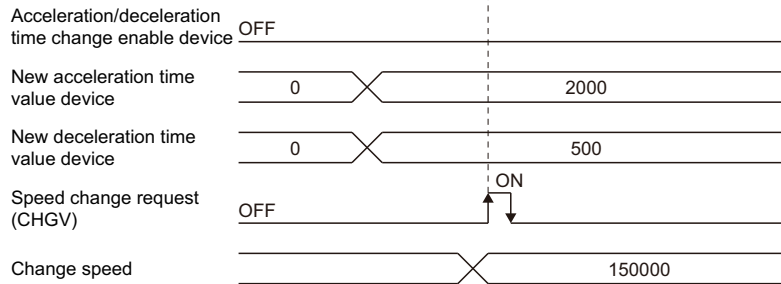 Acceleration/deceleration
time change enable device OFF
New acceleration time
value device
0 2000
New deceleration time
value device
0 500
Speed change request
(CHGV)
OFF ON
Change speed 150000